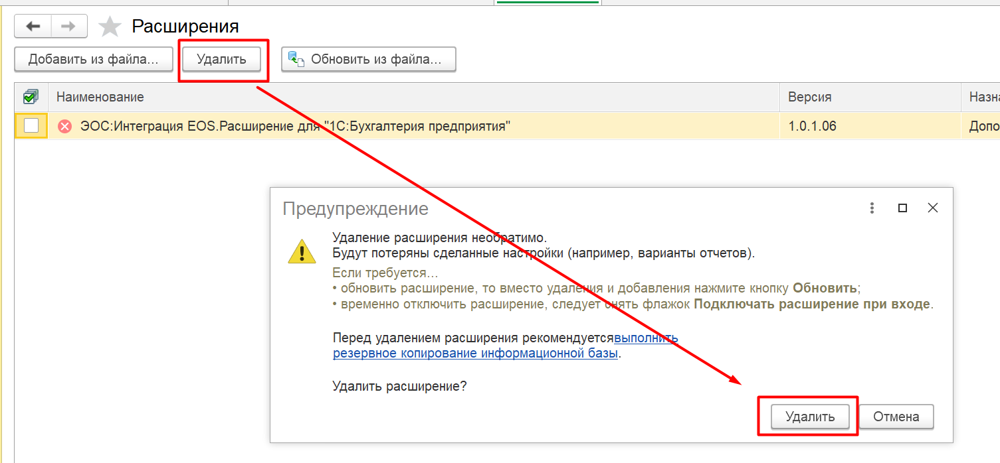 Расширения
Добавить из файла...
Удалить
Обновить из файла...
Наименование
Версия
Назна
ЭОС:Интеграция EOS.Расширение для "1С:Бухгалтерия предприятия"
1.0.1.06
Допо
Предупреждение
Удаление расширения необратимо.
Будут потеряны сделанные настройки (например, варианты отчетов).
Если требуется...
• обновить расширение, то вместо удаления и добавления нажмите кнопку Обновить;
• временно отключить расширение, следует снять флажок Подключать расширение при входе.
Перед удалением расширения рекомендуетсявыполнить
резервное копирование информационной базы.
Удалить расширение?
Удалить
Отмена